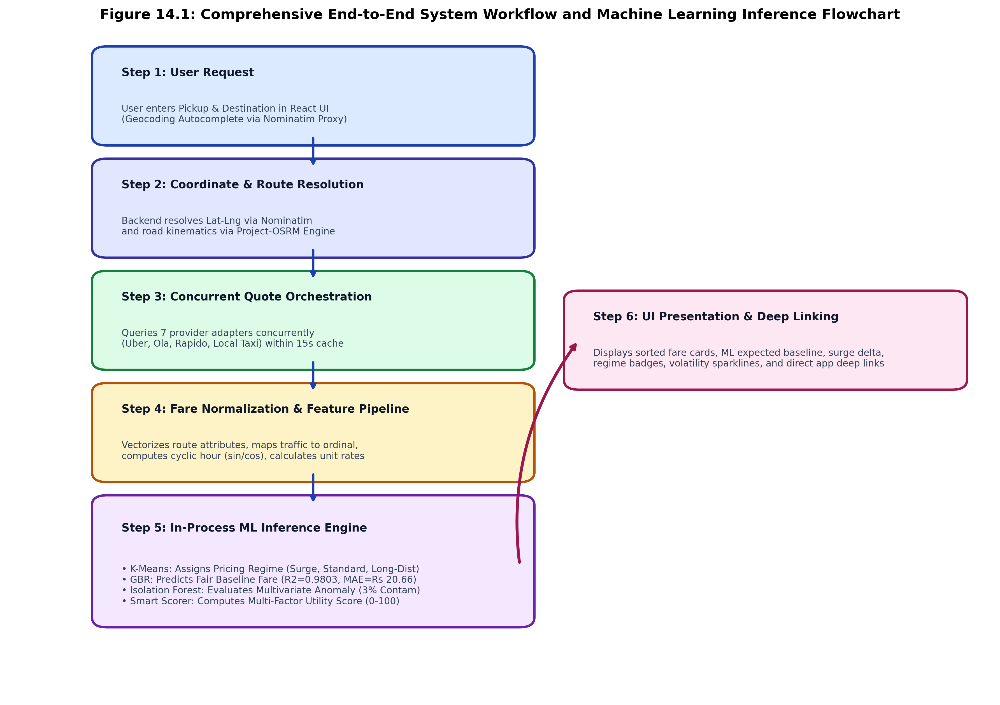 Figure 14.1: Comprehensive End-to-End System Workflow and Machine Learning Inference Flowchart
Step 1: User Request
User enters Pickup & Destination in React UI
(Geocoding Autocomplete via Nominatim Proxy)
Step 2: Coordinate & Route Resolution
Backend resolves Lat-Lng via Nominatim
and road kinematics via Project-OSRM Engine
Step 3: Concurrent Quote Orchestration
Queries 7 provider adapters concurrently
(Uber, Ola, Rapido, Local Taxi) within 15s cache
Step 4: Fare Normalization & Feature Pipeline
Vectorizes route attributes, maps traffic to ordinal,
computes cyclic hour (sin/cos), calculates unit rates
Step 5: In-Process ML Inference Engine
• K-Means: Assigns Pricing Regime (Surge, Standard, Long-Dist)
• GBR: Predicts Fair Baseline Fare (R2=0.9803, MAE=Rs 20.66)
• Isolation Forest: Evaluates Multivariate Anomaly (3% Contam)
• Smart Scorer: Computes Multi-Factor Utility Score (0-100)
Step 6: UI Presentation & Deep Linking
Displays sorted fare cards, ML expected baseline, surge delta,
regime badges, volatility sparklines, and direct app deep links